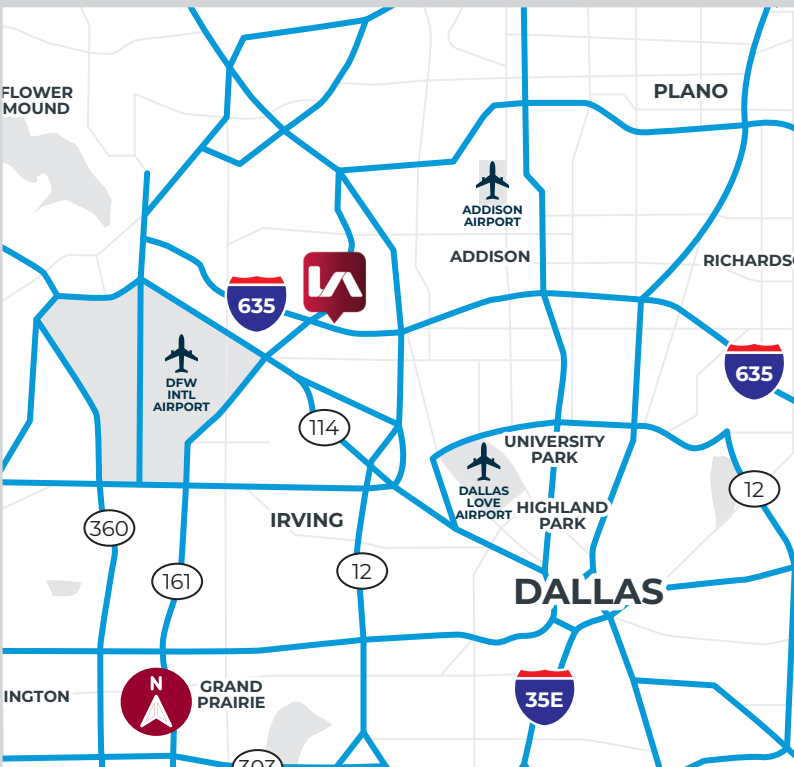 FLOWER
MOUND
PLANO
ADDISON
AIRPORT
ADDISON
RICHARDSO
635
DFW
INTL
AIRPORT
635
114
UNIVERSITY
PARK
DALLAS
LOVE
AIRPORT
HIGHLAND
PARK
12
IRVING
360
161
12
DALLAS
INGTON
N
GRAND
PRAIRIE
35E
303